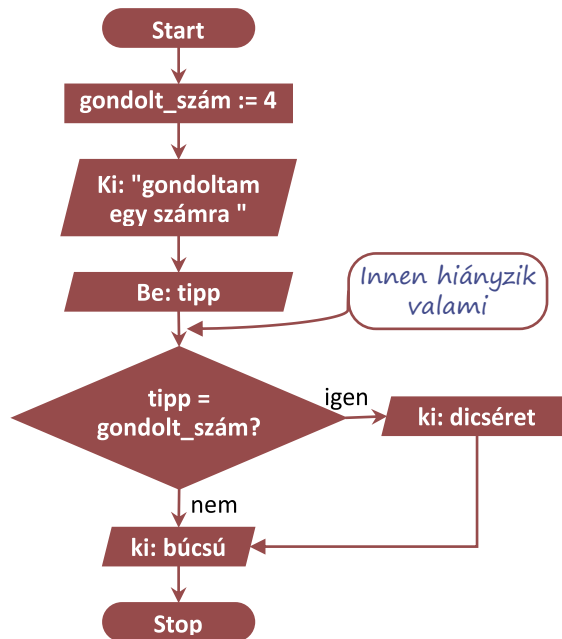 Start
gondolt_szám := 4
Ki: "gondoltam
egy számra "
Be: tipp
Innen hiányzik
valami
tipp =
gondolt_szám?
igen
ki: dicséret
nem
ki: búcsú
Stop